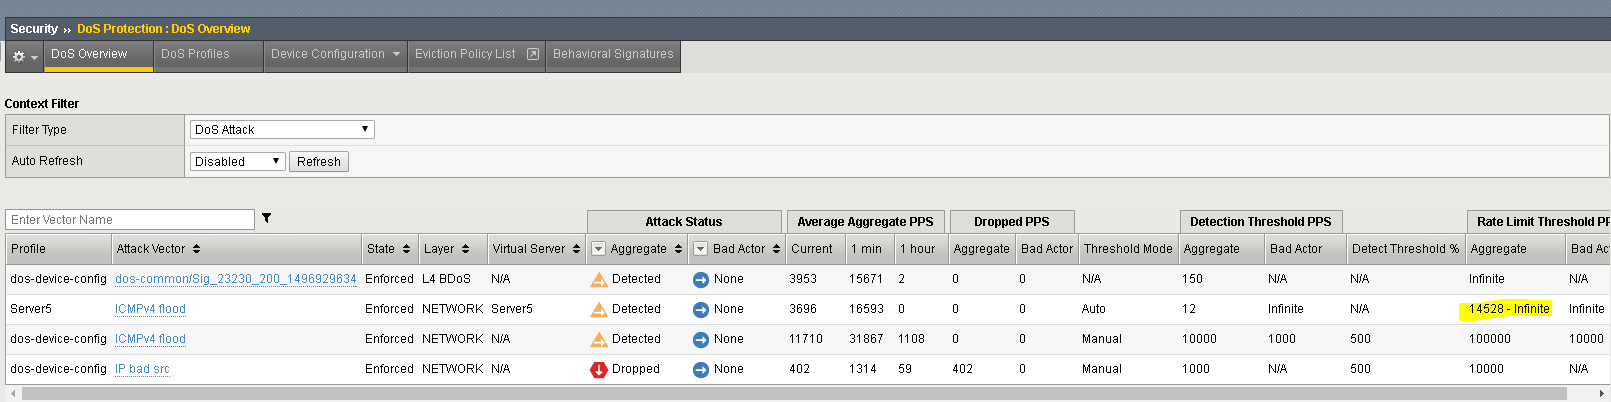 Security ›› DoS Protection : DoS Overview
DoS Overview DoS Profiles Device Configuration Eviction Policy List Behavioral Signatures
Context Filter
Filter Type DoS Attack
Auto Refresh Disabled Refresh
Enter Vector Name Attack Status Average Aggregate PPS Dropped PPS Detection Threshold PPS Rate Limit Threshold PP
Profile Attack Vector State Layer Virtual Server Aggregate Bad Actor Current 1 min 1 hour Aggregate Bad Actor Threshold Mode Aggregate Bad Actor Detect Threshold % Aggregate Bad Ac
dos-device-config dos-common/Sig_23230_200_1496929634 Enforced L4 BDoS N/A Detected None 3953 15671 2 0 0 N/A 150 N/A N/A Infinite N/A
Server5 ICMPv4 flood Enforced NETWORK Server5 Detected None 3696 16593 0 0 0 Auto 12 Infinite N/A 14528 - Infinite Infinite
dos-device-config ICMPv4 flood Enforced NETWORK N/A Detected None 11710 31867 1108 0 0 Manual 10000 1000 500 100000 10000
dos-device-config IP bad src Enforced NETWORK N/A Dropped None 402 1314 59 402 0 Manual 1000 N/A 500 10000 N/A